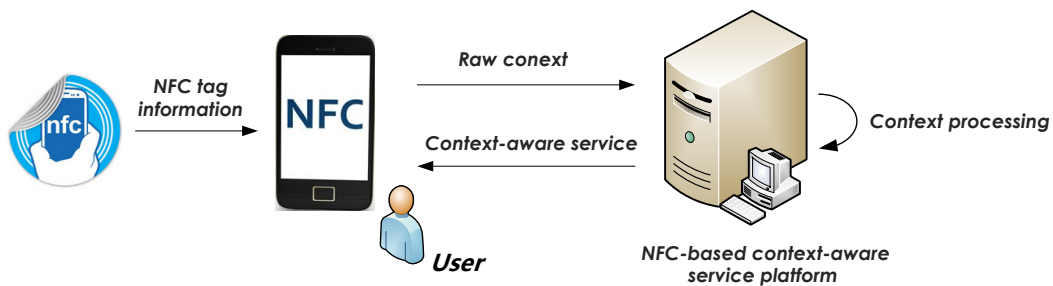 nfc
NFC tag
information
NFC
Raw conext
Context-aware service
User
Context processing
NFC-based context-aware
service platform